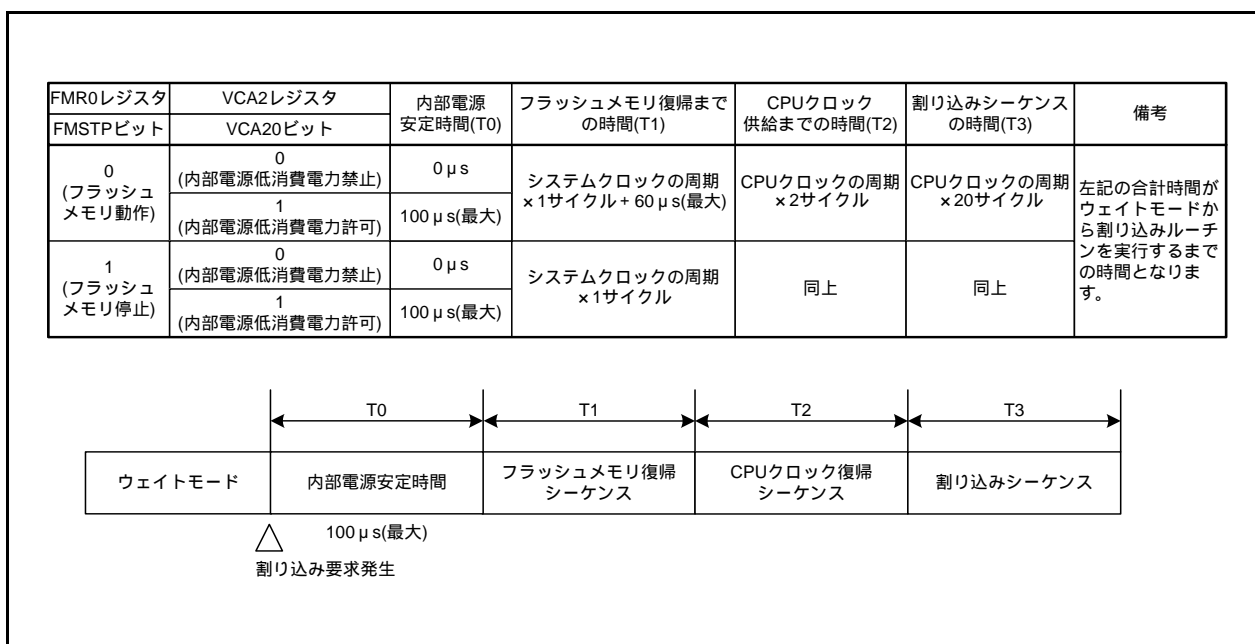 FMR0レジスタ
FMSTPビット
VCA2レジスタ
VCA20ビット
内部電源
安定時間(T0)
フラッシュメモリ復帰まで
の時間(T1)
CPUクロック
供給までの時間(T2)
割り込みシーケンス
の時間(T3)
備考
0
(フラッシュ
メモリ動作)
0
(内部電源低消費電力禁止)
0μs
1
(内部電源低消費電力許可)
100μs(最大)
システムクロックの周期
×1サイクル+60μs(最大)
CPUクロックの周期
×2サイクル
CPUクロックの周期
×20サイクル
左記の合計時間が
ウェイトモードか
ら割り込みルーチ
ンを実行するまで
の時間となりま
す。
1
(フラッシュ
メモリ停止)
0
(内部電源低消費電力禁止)
0μs
1
(内部電源低消費電力許可)
100μs(最大)
システムクロックの周期
×1サイクル
同上
同上
T0
T1
T2
T3
ウェイトモード
内部電源安定時間
フラッシュメモリ復帰
シーケンス
CPUクロック復帰
シーケンス
割り込みシーケンス
100μs(最大)
割り込み要求発生